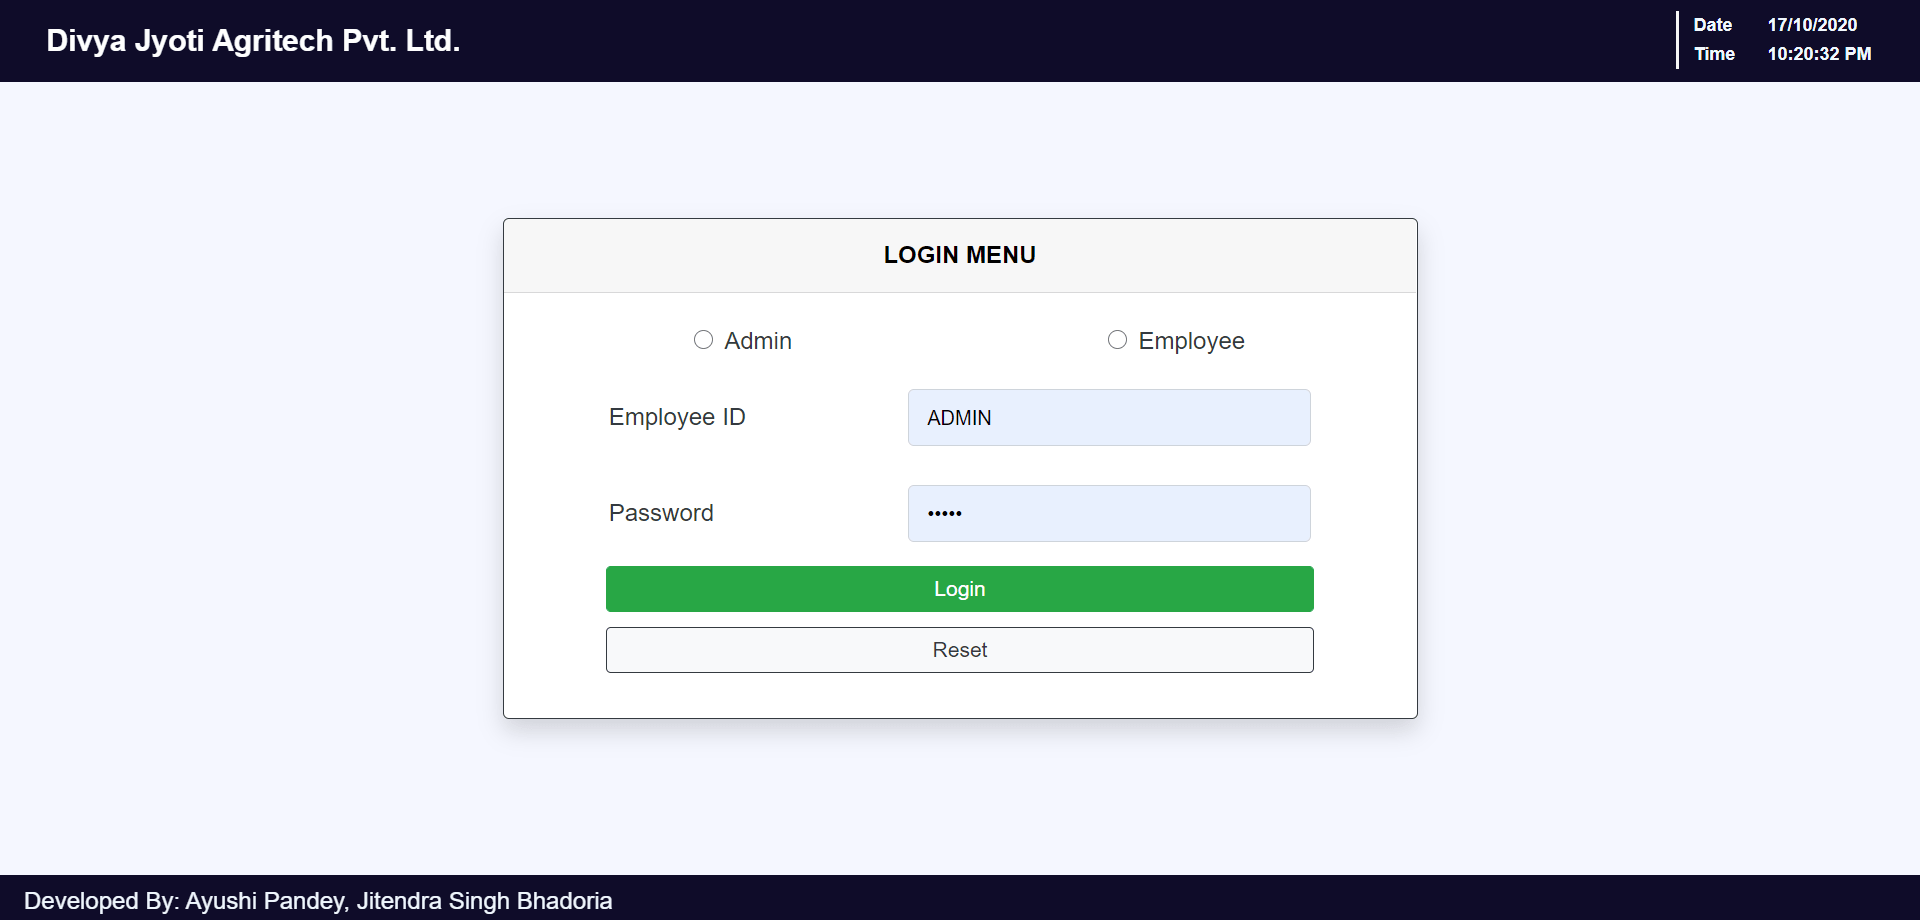 Divya Jyoti Agritech Pvt. Ltd.
Date 17/10/2020
Time 10:20:32 PM
LOGIN MENU
Admin Employee
Employee ID ADMIN
Password •••••
Login
Reset
Developed By: Ayushi Pandey, Jitendra Singh Bhadoria